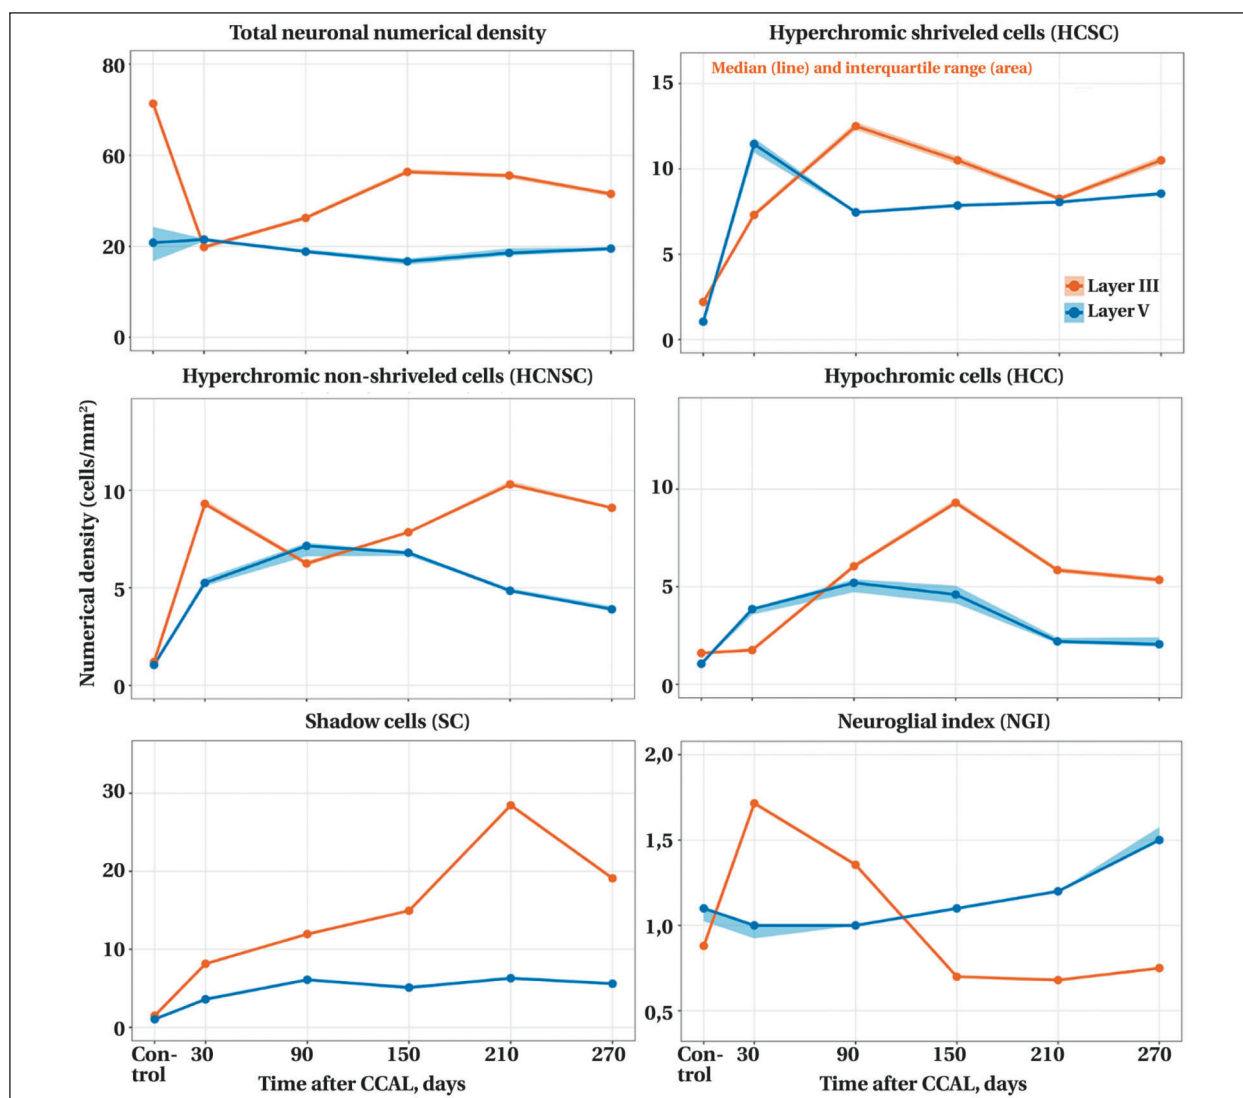 Total neuronal numerical density
80
60
20
0
Hyperchromic shriveled cells (HCSC)
Median (line) and interquartile range (area)
15
10
5
0
Layer III
Layer V
Numerical density (cells/mm²)
Hyperchromic non-shriveled cells (HCNSC)
10
5
0
Hypochromic cells (HCC)
10
5
0
Shadow cells (SC)
30
20
10
0
Con-
trol
30 90 150 210 270
Time after CCAL, days
Neuroglial index (NGI)
2,0
1,5
1,0
0,5
Con-
trol
30 90 150 210 270
Time after CCAL, days